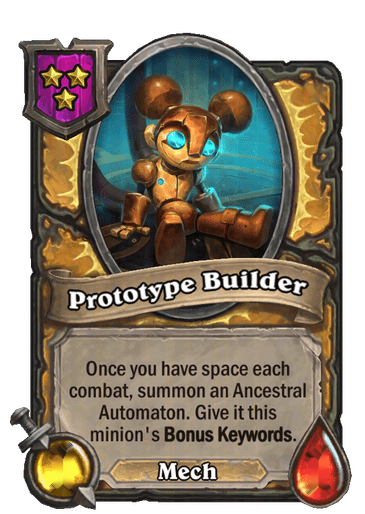 Prototype Builder
Once you have space each
combat, summon an Ancestral
Automaton. Give it this
minion's Bonus Keywords.
Mech